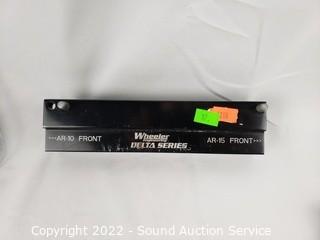 <--AR-10 FRONT
Wheeler
DELTA SERIES
AR-15 FRONT-->
Copyright 2022 - Sound Auction Service